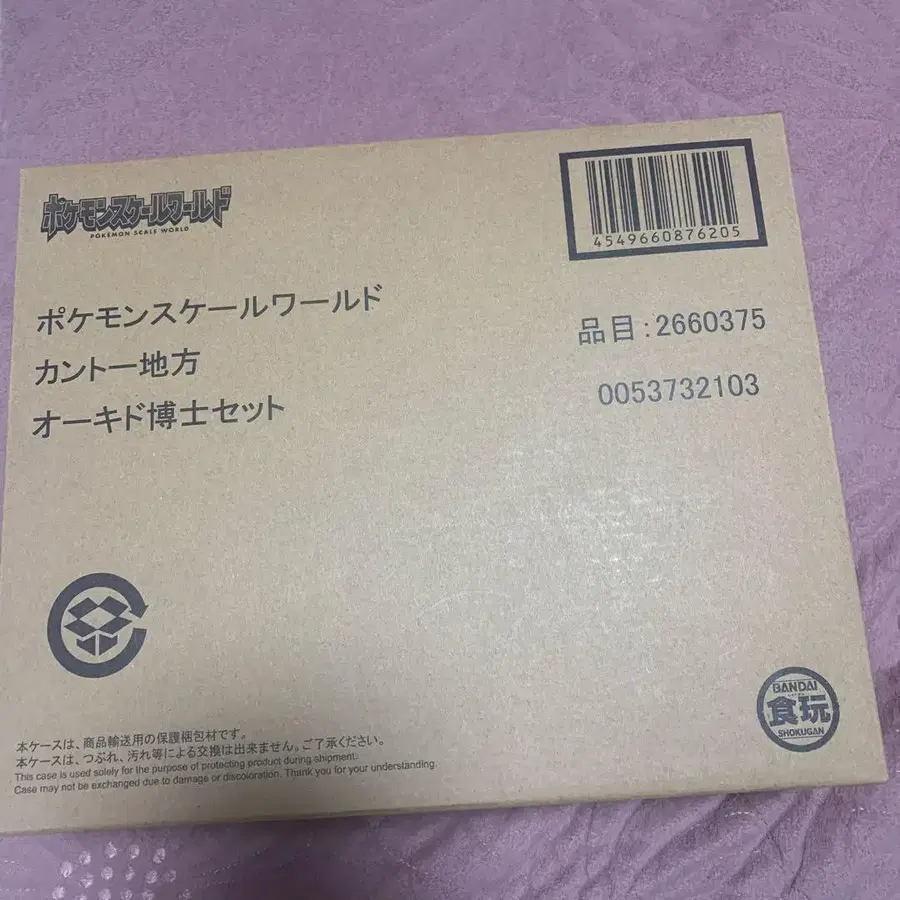 ポケモンスケールワールド
POKEMON SCALE WORLD
4549660876205
ポケモンスケールワールド
カントー地方
オーキド博士セット
品目:2660375
0053732103
BANDAI
食玩
SHOKUGAN
本ケースは、商品輸送用の保護梱包材です。
本ケースは、つぶれ、汚れ等による交換は出来ません。ご了承ください。
This case is used solely for the purpose of protecting product during shipment.
Case may not be exchanged due to damage or discoloration. Thank you for your understanding.